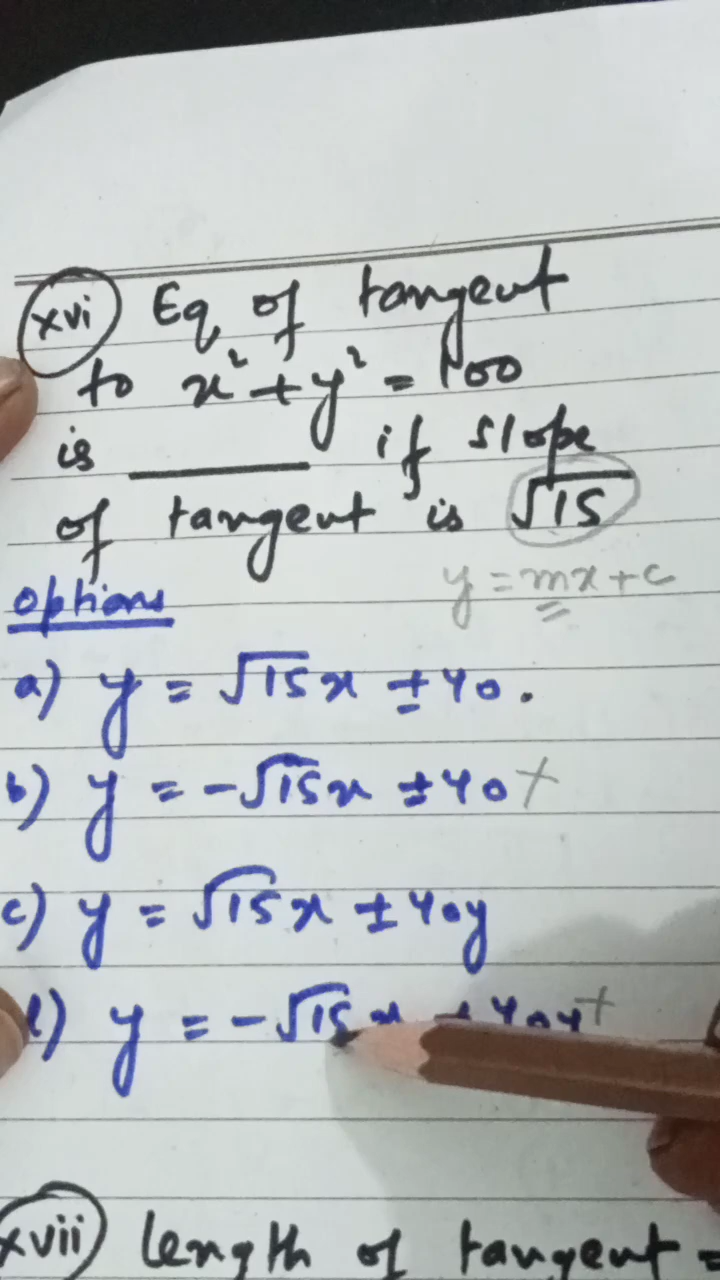 xvi) Eq of tangent
to x² + y² = 100
is ______ if slope
of tangent is √15
y = mx + c
options
a) y = √15x ± 40.
b) y = -√15x ± 40 ×
c) y = √15x ± 40y
y = -√15x ± 40y ×
xvii) length of tangent =